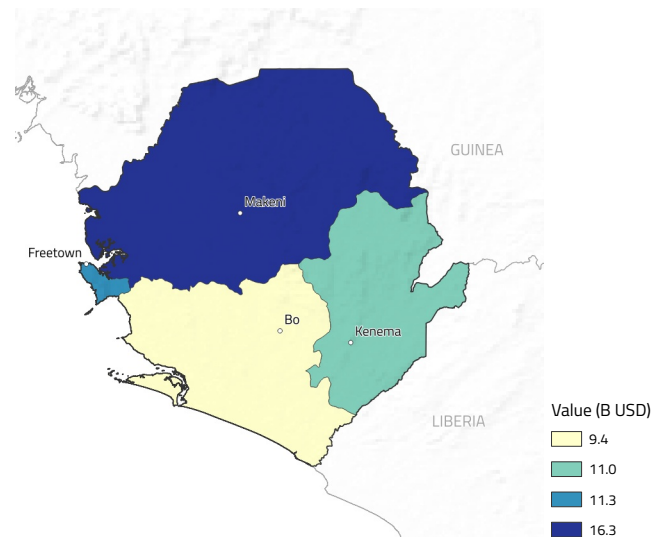 GUINEA
Makeni
Freetown
Bo
Kenema
LIBERIA
Value (B USD)
9.4
11.0
11.3
16.3